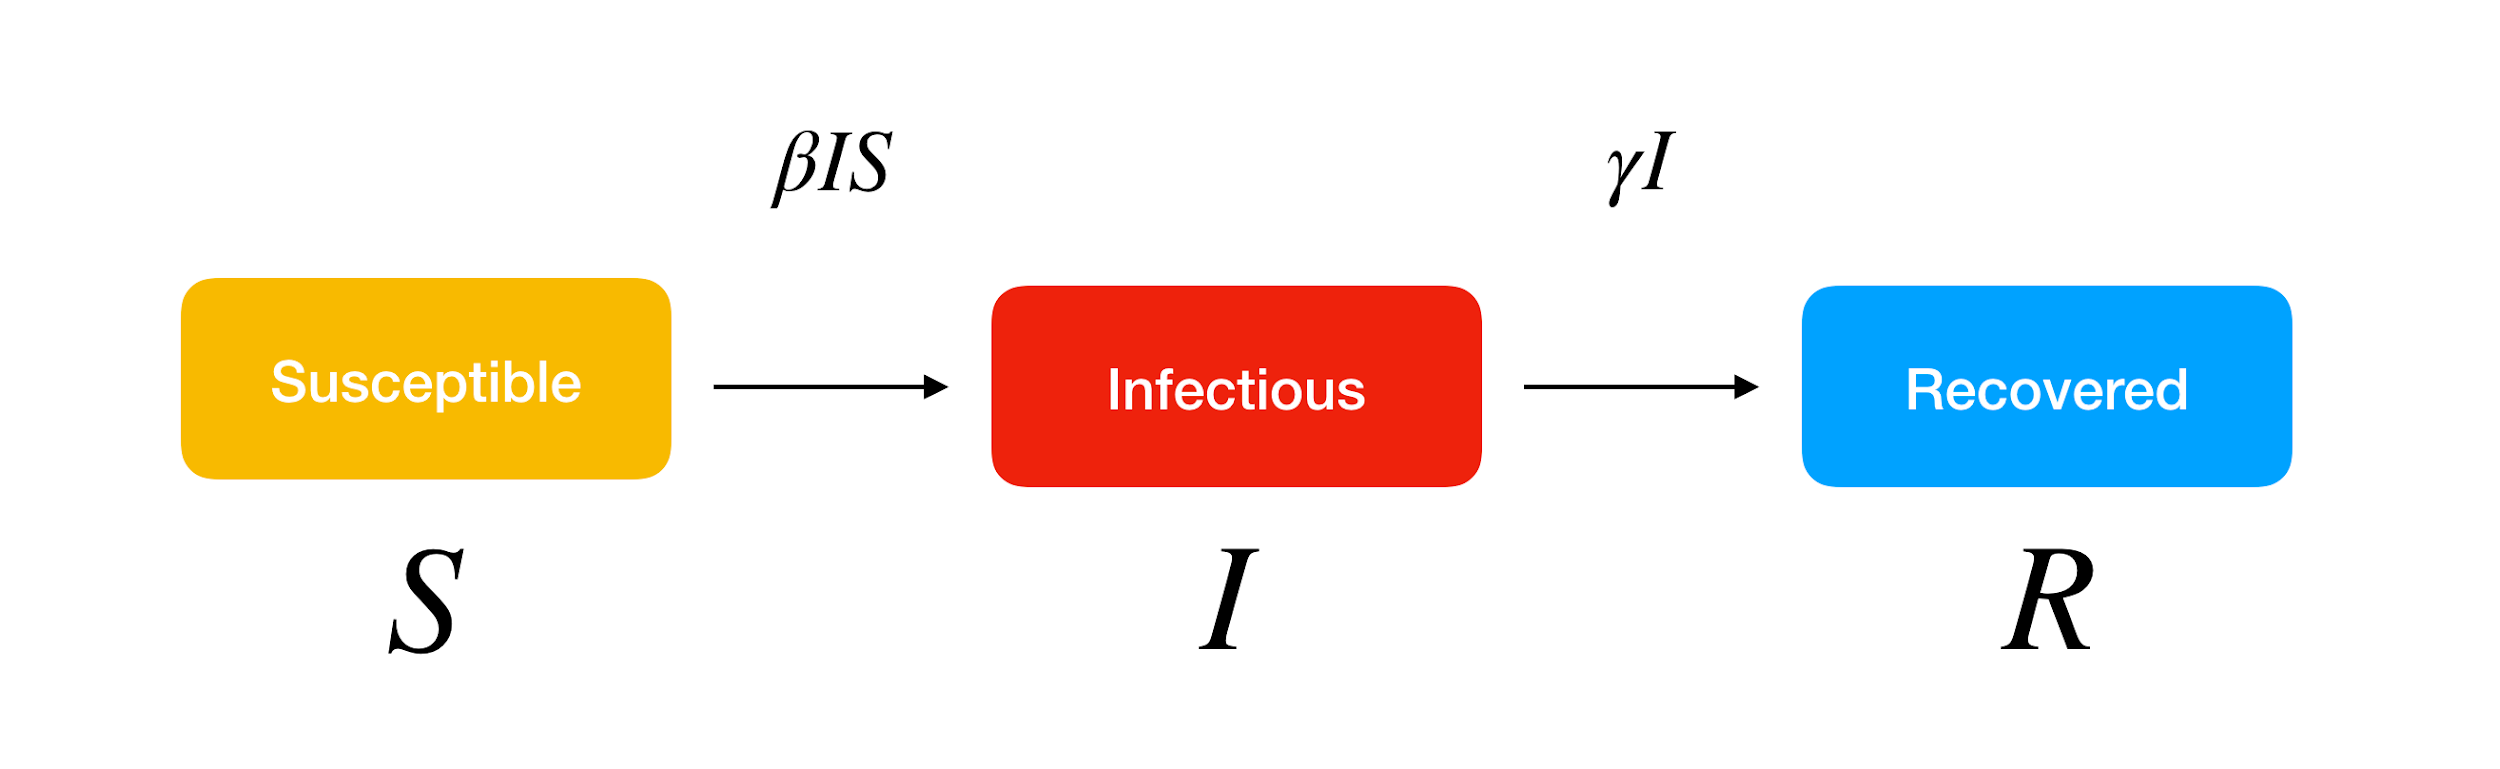 βIS
γI
Susceptible
Infectious
Recovered
S
I
R